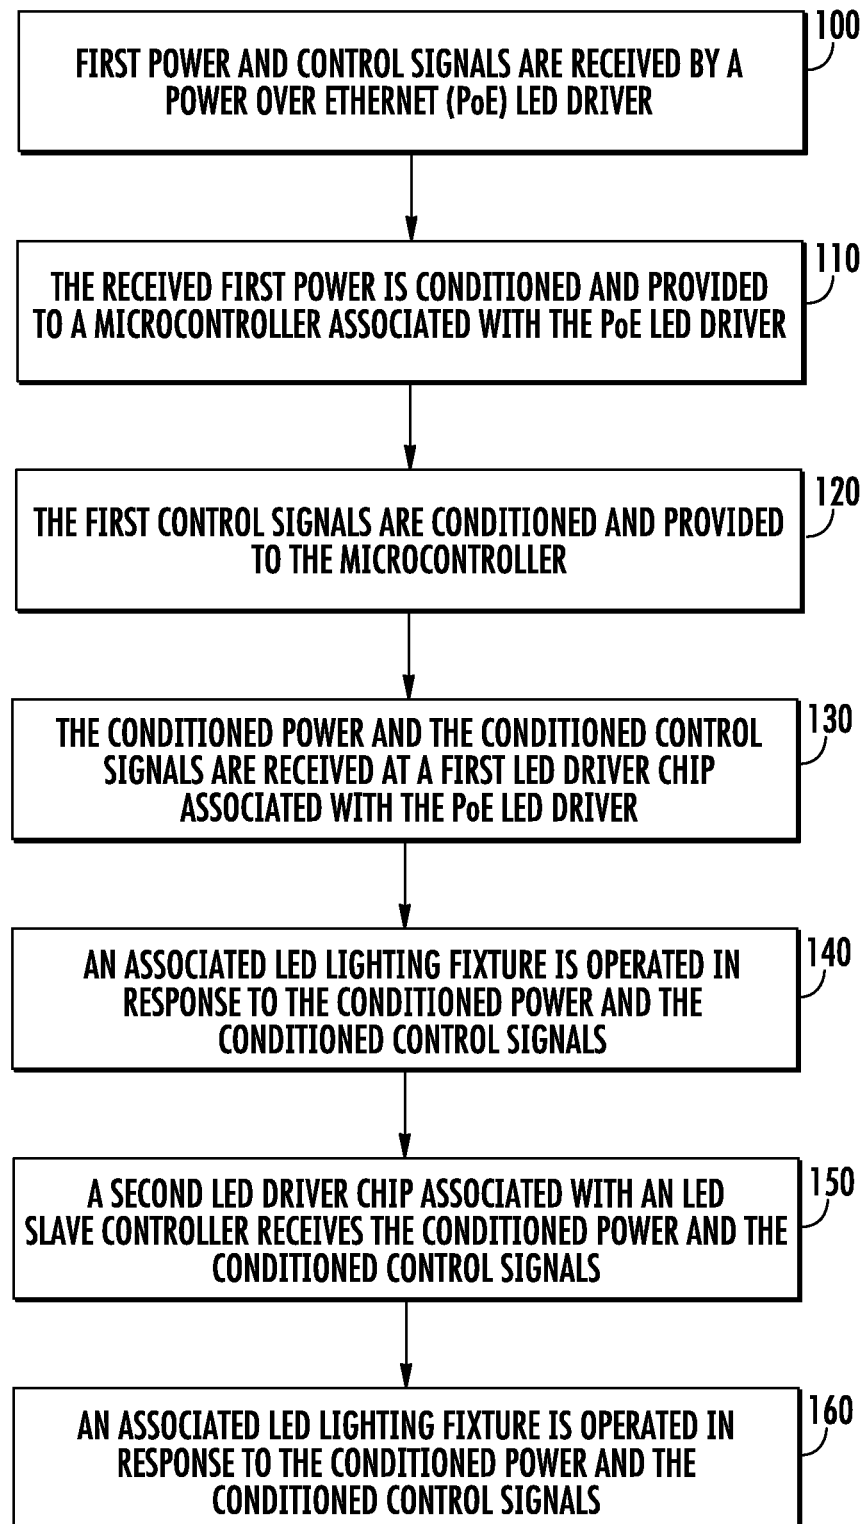 100
FIRST POWER AND CONTROL SIGNALS ARE RECEIVED BY A
POWER OVER ETHERNET (PoE) LED DRIVER
110
THE RECEIVED FIRST POWER IS CONDITIONED AND PROVIDED
TO A MICROCONTROLLER ASSOCIATED WITH THE PoE LED DRIVER
120
THE FIRST CONTROL SIGNALS ARE CONDITIONED AND PROVIDED
TO THE MICROCONTROLLER
130
THE CONDITIONED POWER AND THE CONDITIONED CONTROL
SIGNALS ARE RECEIVED AT A FIRST LED DRIVER CHIP
ASSOCIATED WITH THE PoE LED DRIVER
140
AN ASSOCIATED LED LIGHTING FIXTURE IS OPERATED IN
RESPONSE TO THE CONDITIONED POWER AND THE
CONDITIONED CONTROL SIGNALS
150
A SECOND LED DRIVER CHIP ASSOCIATED WITH AN LED
SLAVE CONTROLLER RECEIVES THE CONDITIONED POWER AND THE
CONDITIONED CONTROL SIGNALS
160
AN ASSOCIATED LED LIGHTING FIXTURE IS OPERATED IN
RESPONSE TO THE CONDITIONED POWER AND THE
CONDITIONED CONTROL SIGNALS